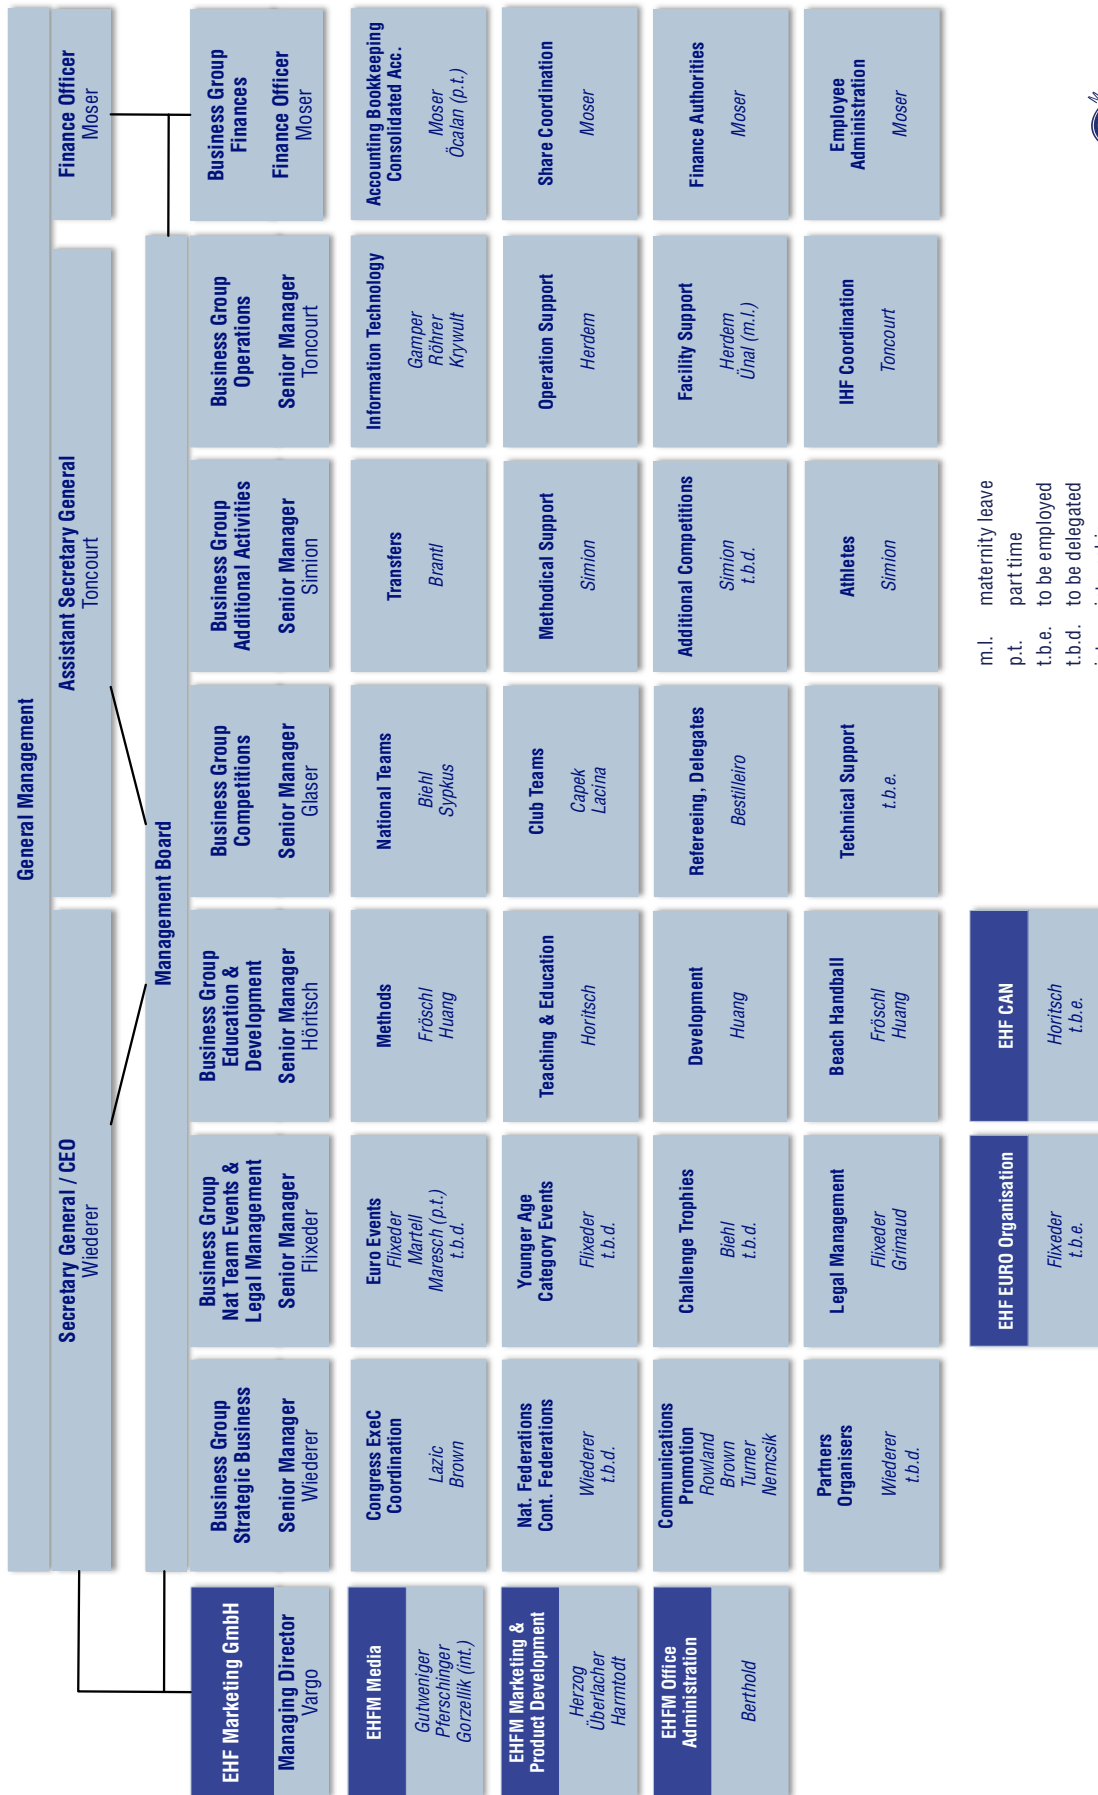 General Management
Secretary General / CEO
Wiederer
Assistant Secretary General
Toncourt
Finance Officer
Moser
Management Board
EHF Marketing GmbH
Managing Director
Vargo
EHFM Media
Gutweniger
Pferschinger
Gorzellik (int.)
EHFM Marketing &
Product Development
Herzog
Überlacher
Harmtodt
EHFM Office
Administration
Berthold
Business Group
Strategic Business
Senior Manager
Wiederer
Congress ExeC
Coordination
Lazic
Brown
Nat. Federations
Cont. Federations
Wiederer
t.b.d.
Communications
Promotion
Rowland
Brown
Turner
Nemcsik
Partners
Organisers
Wiederer
t.b.d.
Business Group
Nat Team Events &
Legal Management
Senior Manager
Flixeder
Euro Events
Flixeder
Martell
Maresch (p.t.)
t.b.d.
Younger Age
Category Events
Flixeder
t.b.d.
Challenge Trophies
Biehl
t.b.d.
Legal Management
Flixeder
Grimaud
EHF EURO Organisation
Flixeder
t.b.e.
Business Group
Education &
Development
Senior Manager
Höritsch
Methods
Fröschl
Huang
Teaching & Education
Horitsch
Development
Huang
Beach Handball
Fröschl
Huang
EHF CAN
Horitsch
t.b.e.
Business Group
Competitions
Senior Manager
Glaser
National Teams
Biehl
Sypkus
Club Teams
Capek
Lacina
Refereeing, Delegates
Bestilleiro
Technical Support
t.b.e.
Business Group
Additional Activities
Senior Manager
Simion
Transfers
Brantl
Methodical Support
Simion
Additional Competitions
Simion
t.b.d.
Athletes
Simion
Business Group
Operations
Senior Manager
Toncourt
Information Technology
Gamper
Röhrer
Krywult
Operation Support
Herdem
Facility Support
Herdem
Ünal (m.l.)
IHF Coordination
Toncourt
Business Group
Finances
Finance Officer
Moser
Accounting Bookkeeping
Consolidated Acc.
Moser
Öcalan (p.t.)
Share Coordination
Moser
Finance Authorities
Moser
Employee
Administration
Moser
m.l. maternity leave
p.t. part time
t.b.e. to be employed
t.b.d. to be delegated